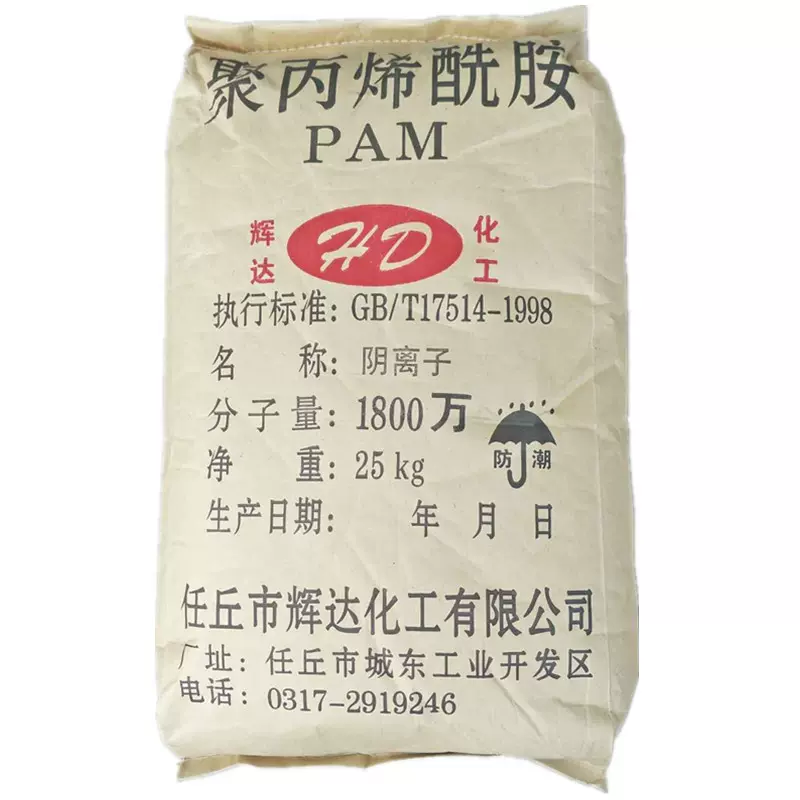 聚丙烯酰胺
PAM
辉达 HD 化工
执行标准: GB/T17514-1998
名 称: 阴离子
分子量: 1800万
净 重: 25kg
防潮
生产日期: 年 月 日
任丘市辉达化工有限公司
厂址: 任丘市城东工业开发区
电话: 0317-2919246